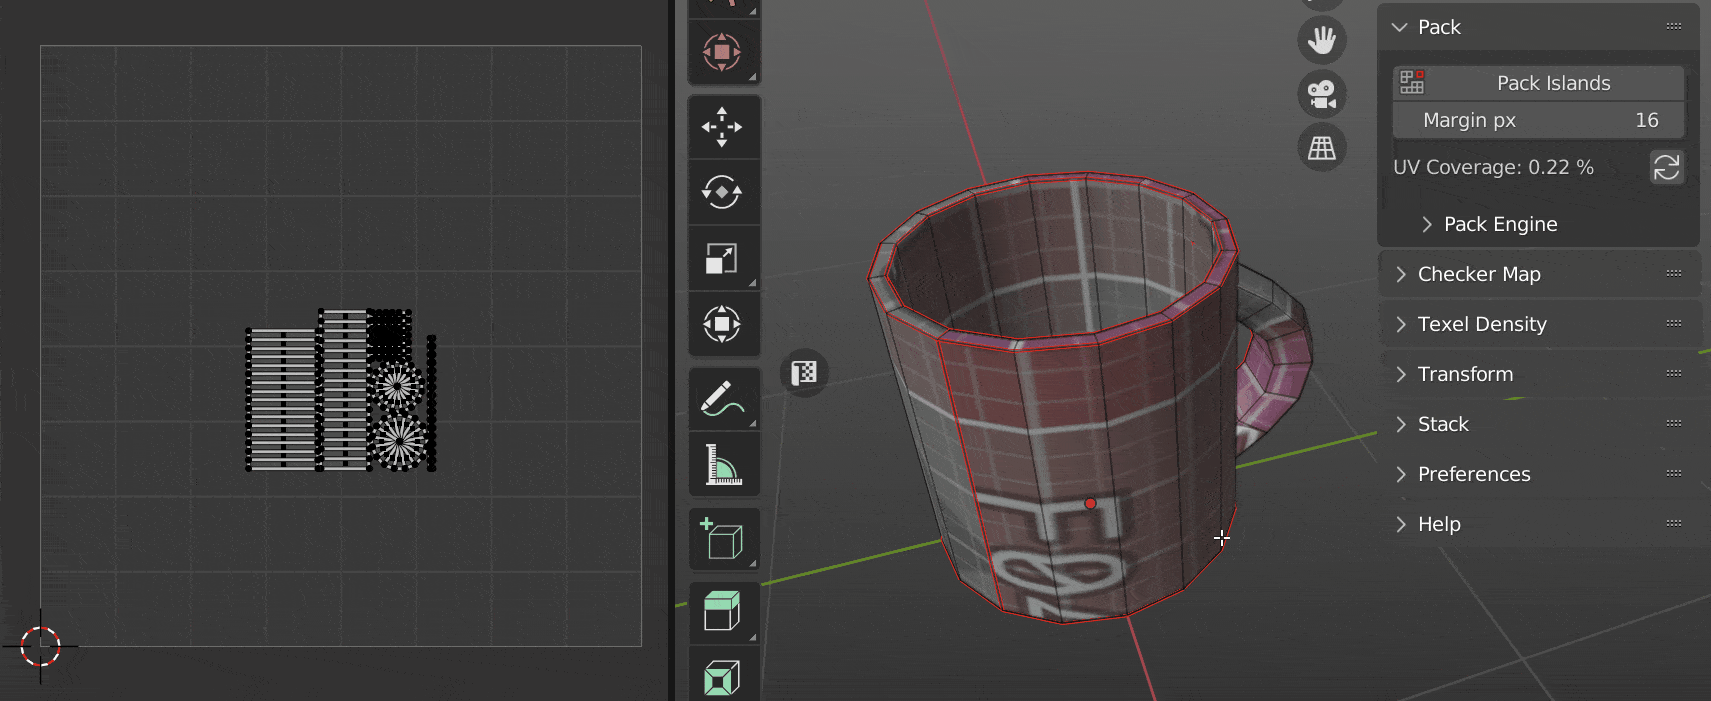 Pack
Pack Islands
Margin px 16
UV Coverage: 0.22 %
Pack Engine
Checker Map
Texel Density
Transform
Stack
Preferences
Help